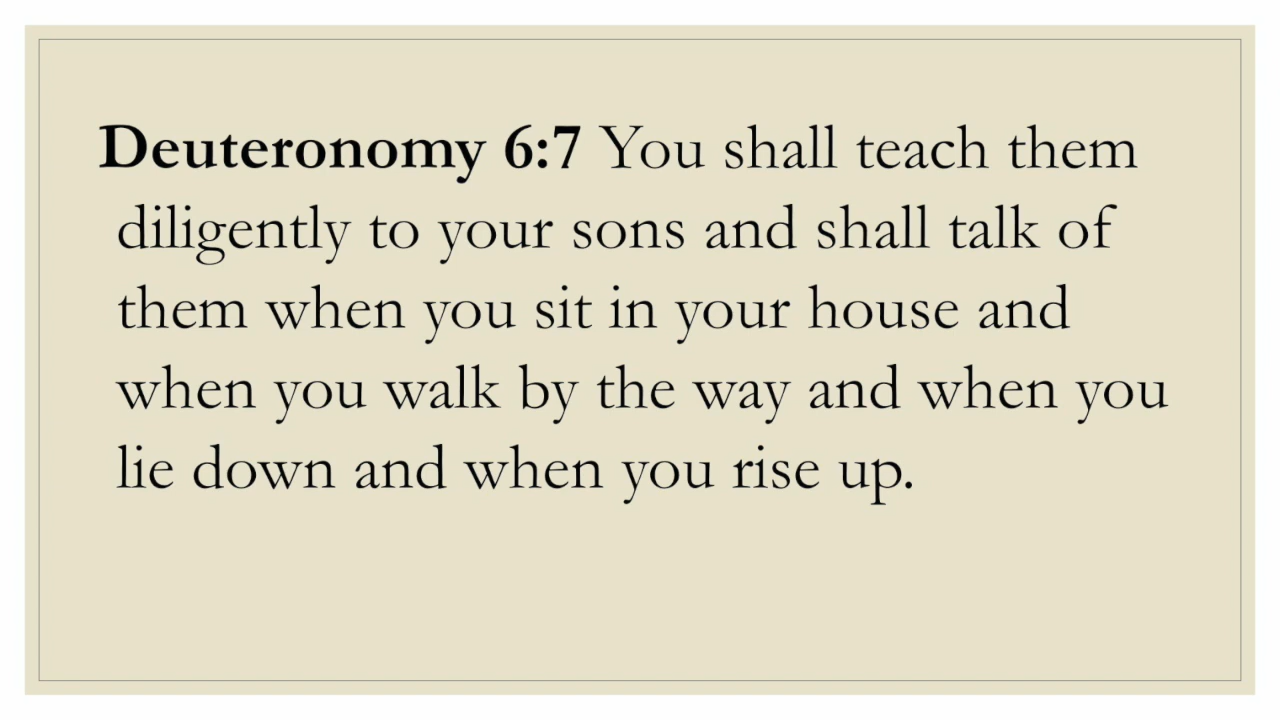 Deuteronomy 6:7 You shall teach them
diligently to your sons and shall talk of
them when you sit in your house and
when you walk by the way and when you
lie down and when you rise up.